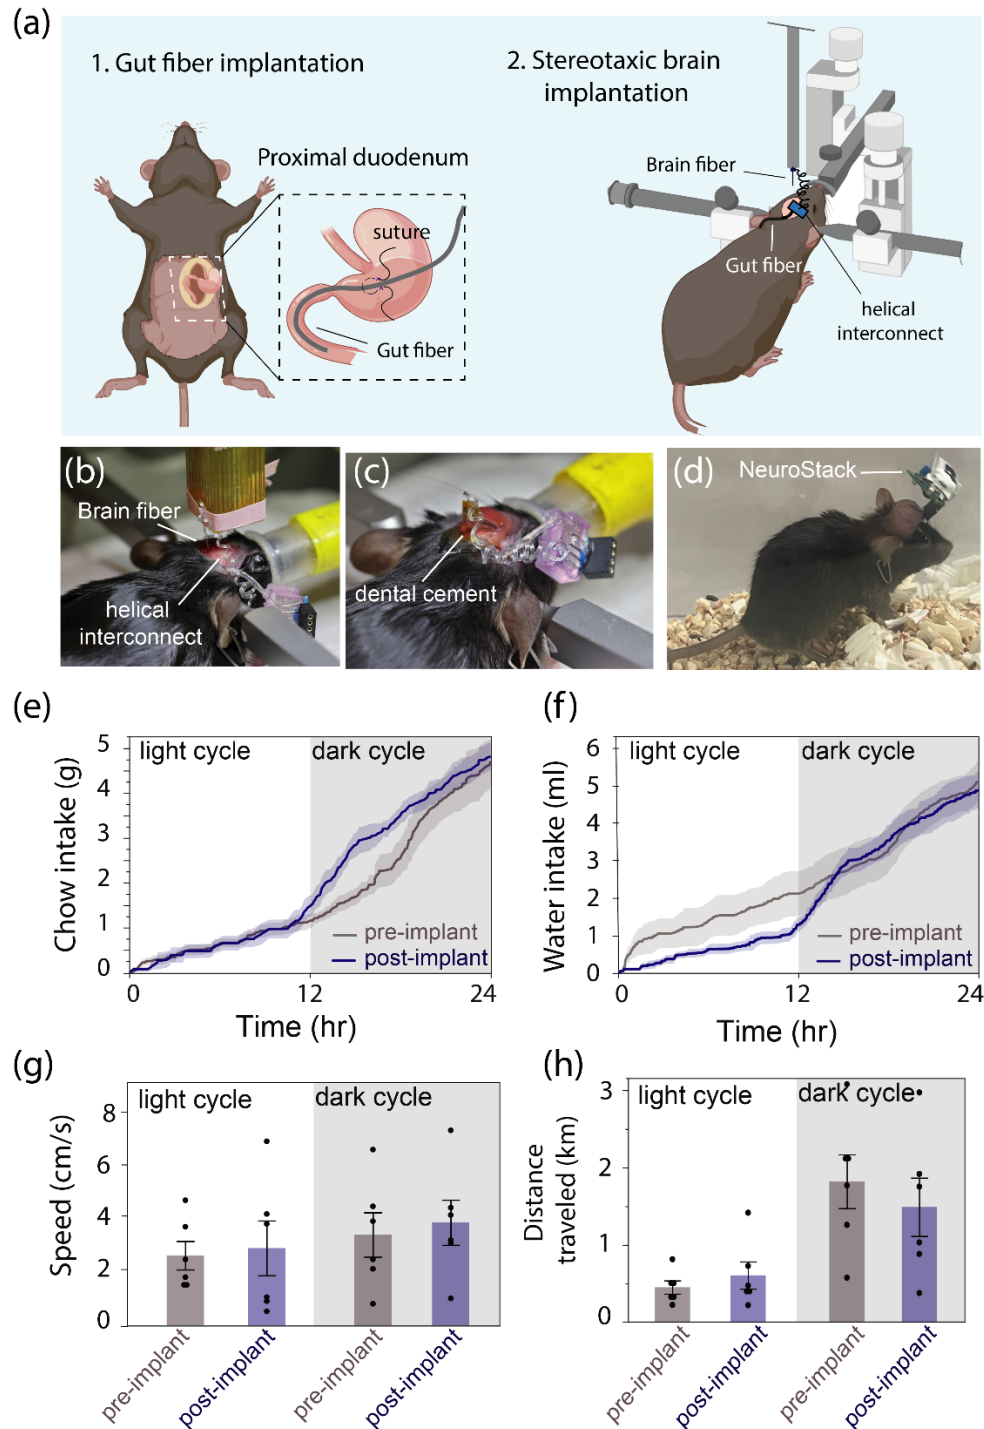 (a)
1. Gut fiber implantation
2. Stereotaxic brain
implantation
Proximal duodenum
suture
Gut fiber
Brain fiber
Gut fiber
helical
interconnect
(b)
Brain fiber
helical
interconnect
(c)
dental cement
(d)
NeuroStack
(e)
light cycle
dark cycle
Chow intake (g)
5
4
3
2
1
0
pre-implant
post-implant
0
12
24
Time (hr)
(f)
light cycle
dark cycle
Water intake (ml)
6
5
4
3
2
1
0
pre-implant
post-implant
0
12
24
Time (hr)
(g)
light cycle
dark cycle
Speed (cm/s)
8
6
4
2
0
pre-implant
post-implant
pre-implant
post-implant
(h)
light cycle
dark cycle
Distance
traveled (km)
3
2
1
0
pre-implant
post-implant
pre-implant
post-implant